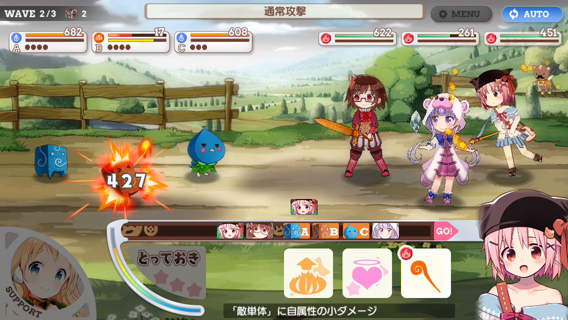 WAVE 2/3 2
通常攻撃
MENU
AUTO
682
17
608
622
261
451
A
B
C
427
A
B
C
GO!
とっておき
SUPPORT
「敵単体」に自属性の小ダメージ